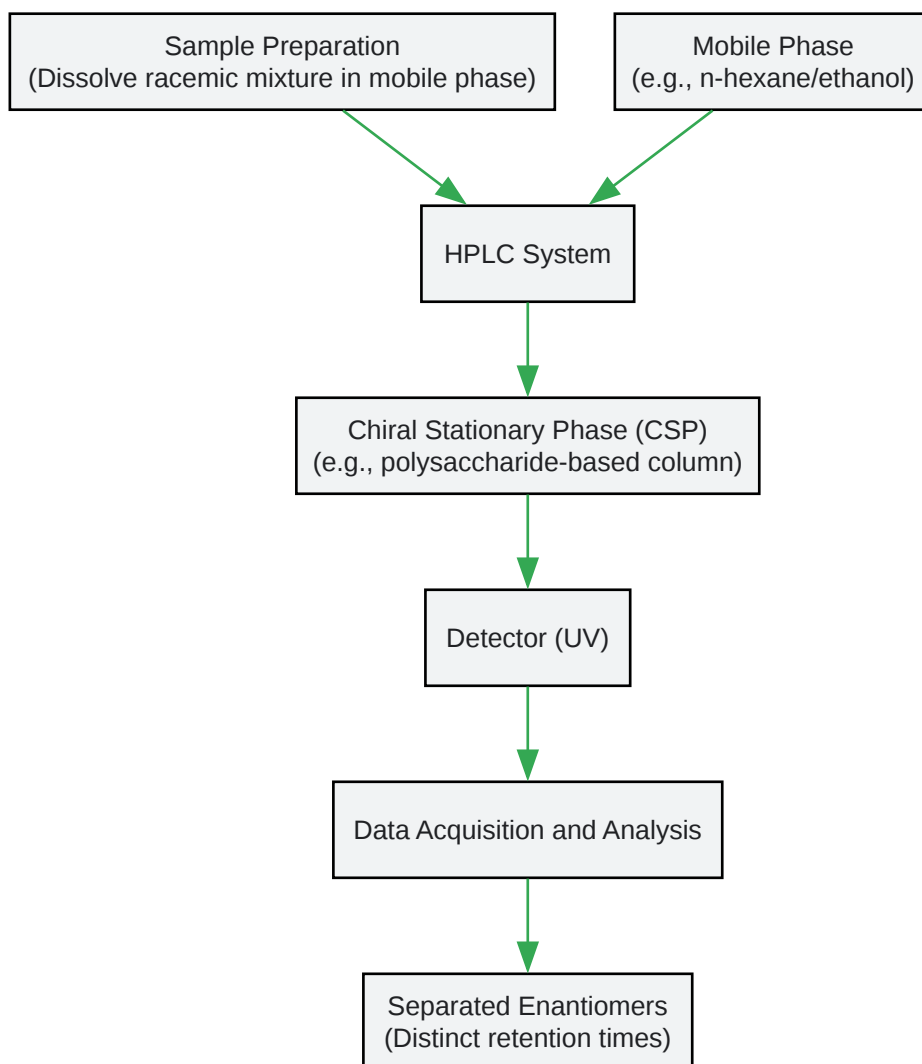 Sample Preparation
(Dissolve racemic mixture in mobile phase)
Mobile Phase
(e.g., n-hexane/ethanol)
HPLC System
Chiral Stationary Phase (CSP)
(e.g., polysaccharide-based column)
Detector (UV)
Data Acquisition and Analysis
Separated Enantiomers
(Distinct retention times)